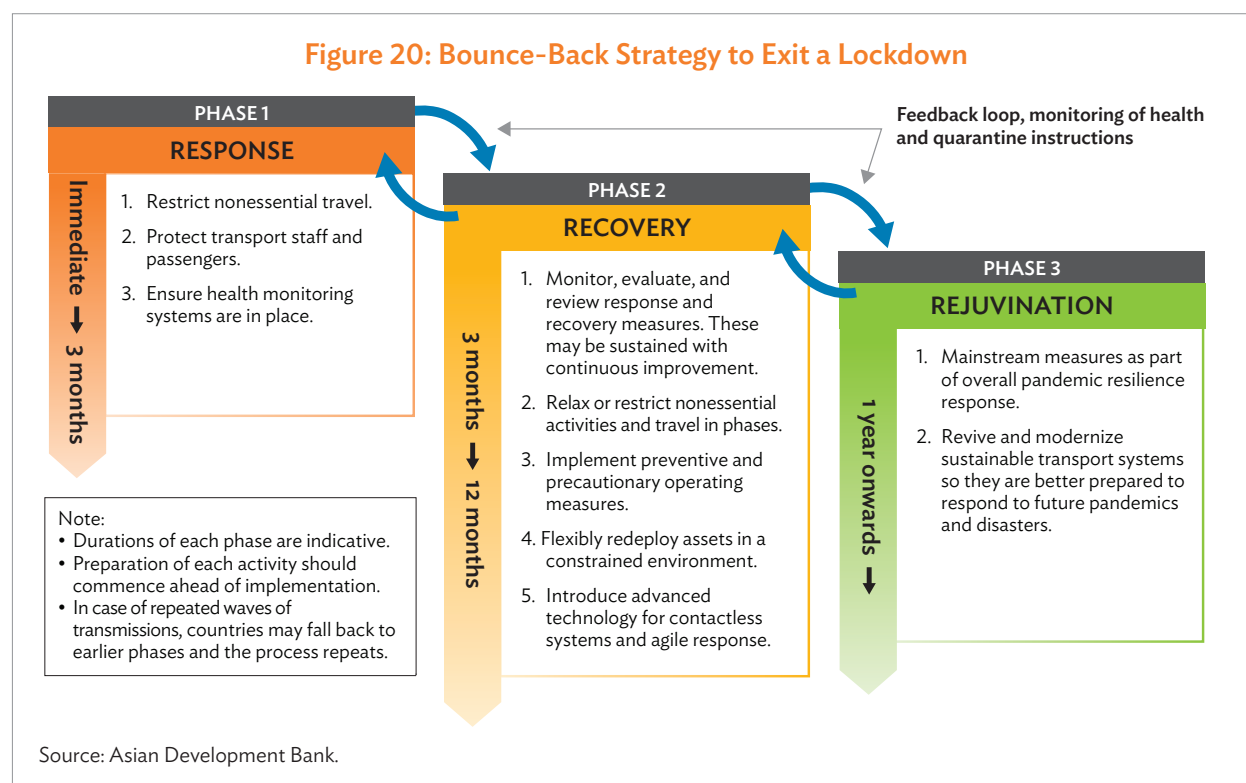 Figure 20: Bounce-Back Strategy to Exit a Lockdown
PHASE 1
RESPONSE
Immediate → 3 months
1. Restrict nonessential travel.
2. Protect transport staff and
passengers.
3. Ensure health monitoring
systems are in place.
Feedback loop, monitoring of health
and quarantine instructions
PHASE 2
RECOVERY
3 months → 12 months
1. Monitor, evaluate, and
review response and
recovery measures. These
may be sustained with
continuous improvement.
2. Relax or restrict nonessential
activities and travel in phases.
3. Implement preventive and
precautionary operating
measures.
4. Flexibly redeploy assets in a
constrained environment.
5. Introduce advanced
technology for contactless
systems and agile response.
PHASE 3
REJUVINATION
1 year onwards →
1. Mainstream measures as part
of overall pandemic resilience
response.
2. Revive and modernize
sustainable transport systems
so they are better prepared to
respond to future pandemics
and disasters.
Note:
• Durations of each phase are indicative.
• Preparation of each activity should
commence ahead of implementation.
• In case of repeated waves of
transmissions, countries may fall back to
earlier phases and the process repeats.
Source: Asian Development Bank.